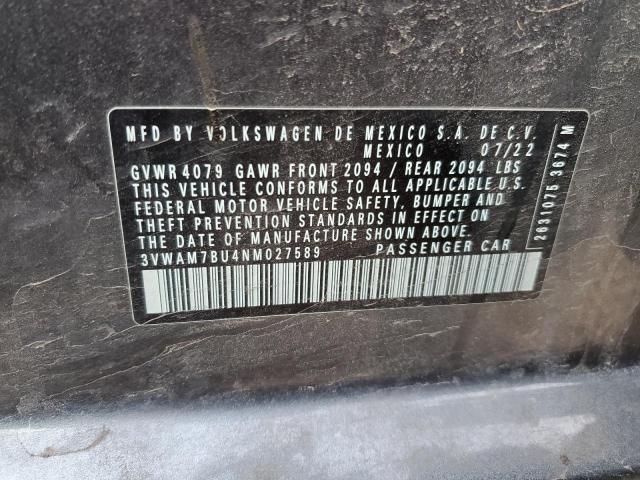 MFD BY VOLKSWAGEN DE MEXICO S.A. DE C.V.
MEXICO 07/22
GVWR 4079 GAWR FRONT 2094 / REAR 2094 LBS
THIS VEHICLE CONFORMS TO ALL APPLICABLE U.S.
FEDERAL MOTOR VEHICLE SAFETY, BUMPER AND
THEFT PREVENTION STANDARDS IN EFFECT ON
THE DATE OF MANUFACTURE SHOWN ABOVE.
3VWAM7BU4NM027589 PASSENGER CAR
2631075 3674 M